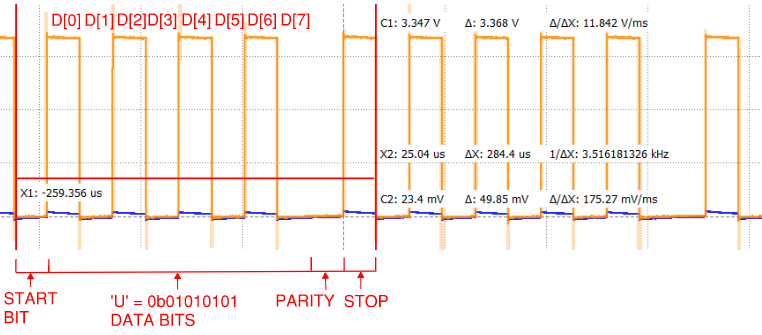 D[0] D[1] D[2] D[3] D[4] D[5] D[6] D[7]
C1: 3.347 V Δ: 3.368 V Δ/ΔX: 11.842 V/ms
X2: 25.04 us ΔX: 284.4 us 1/ΔX: 3.516181326 kHz
X1: -259.356 us
C2: 23.4 mV Δ: 49.85 mV Δ/ΔX: 175.27 mV/ms
START
BIT
'U' = 0b01010101
DATA BITS
PARITY
STOP